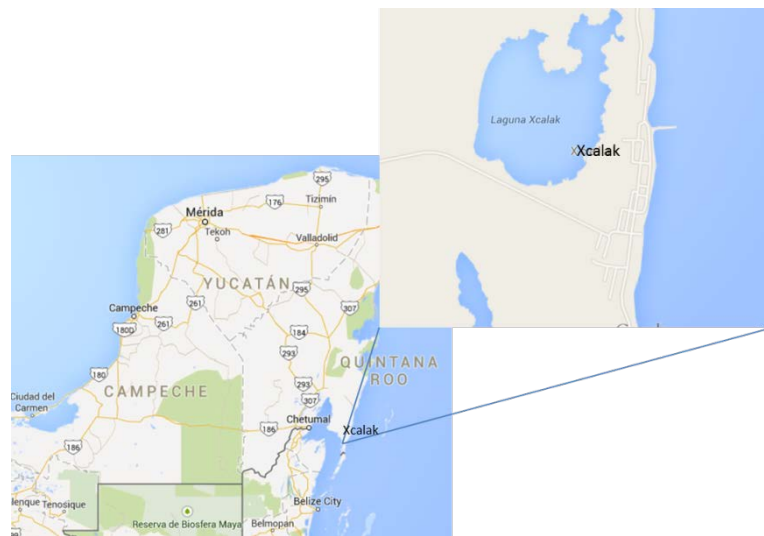 Laguna Xcalak
XXcalak
295
Tizimín
176
Mérida
281
Tekoh
Valladolid
YUCATÁN
295
261
307
Campeche
261
180D
184
293
180
QUINTANA
ROO
CAMPECHE
293
Ciudad del
Carmen
307
Chetumal
186
Xcalak
186
lenque
Tenosique
Belize City
Reserva de Biosfera Maya
Belmopan